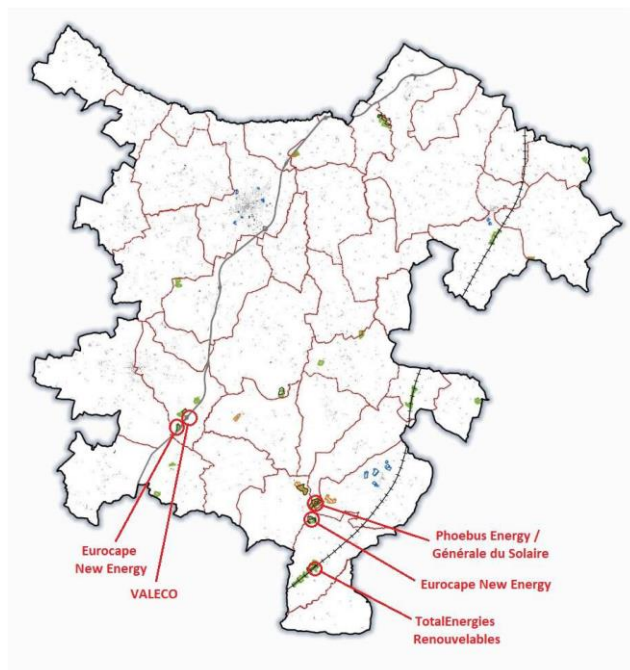 Eurocape
New Energy
VALECO
Phoebus Energy /
Générale du Solaire
Eurocape New Energy
TotalEnergies
Renouvelables